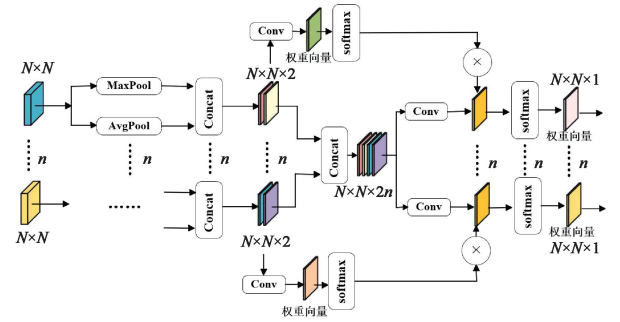 Conv
权重向量
softmax
×
N×N
N×N×2
N×N×1
MaxPool
AvgPool
Concat
Conv
softmax
权重向量
n
n
n
Concat
N×N×2n
n
n
n
Concat
Conv
softmax
权重向量
N×N
N×N×2
N×N×1
×
Conv
权重向量
softmax